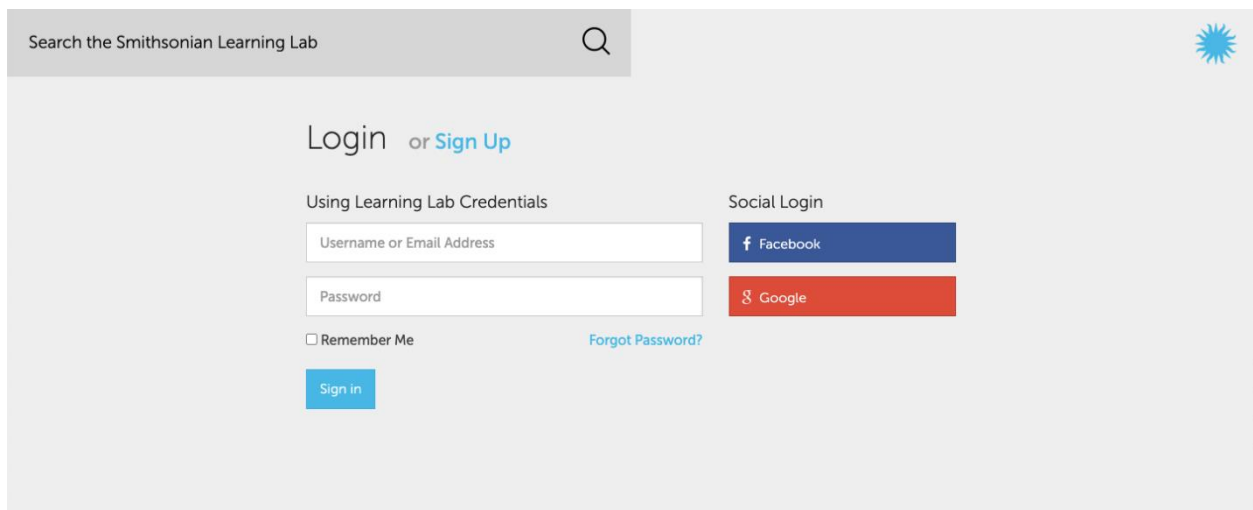 Search the Smithsonian Learning Lab
Login or Sign Up
Using Learning Lab Credentials
Username or Email Address
Password
Remember Me
Forgot Password?
Sign in
Social Login
Facebook
Google